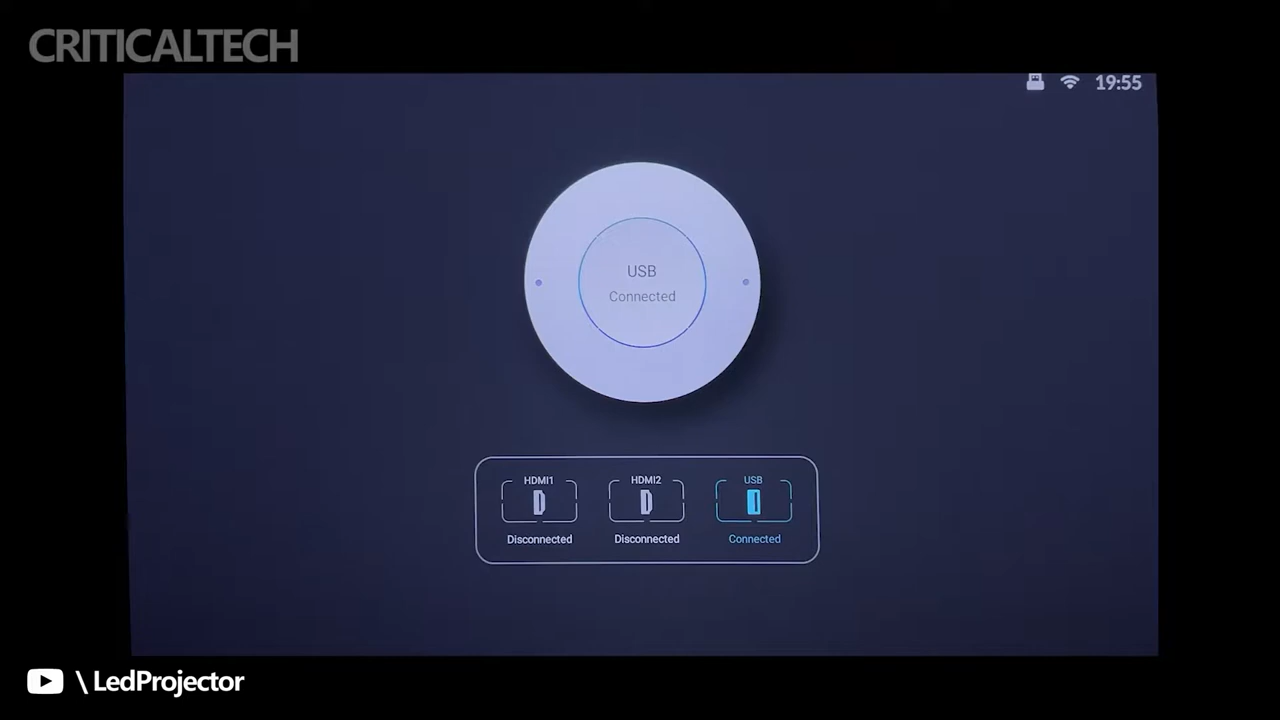 CRITICALTECH
19:55
USB
Connected
HDMI1
HDMI2
USB
Disconnected
Disconnected
Connected
\ LedProjector